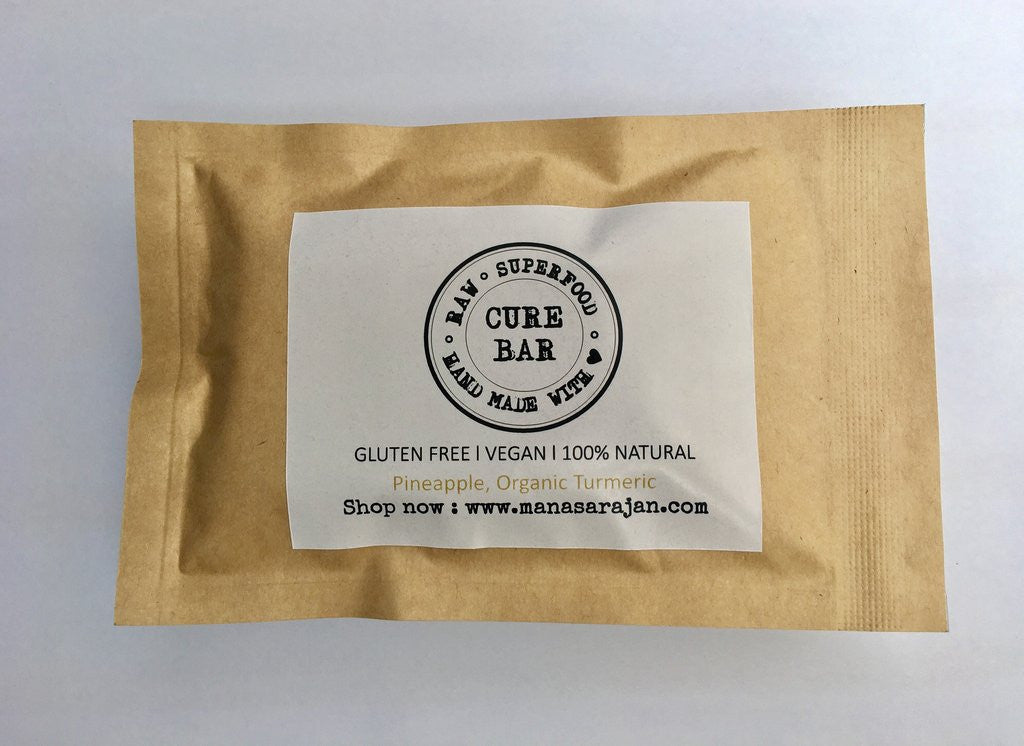 RAW ° SUPERFOOD °
CURE
BAR
° HAND MADE WITH ♥
GLUTEN FREE l VEGAN l 100% NATURAL
Pineapple, Organic Turmeric
Shop now : www.manasarajan.com